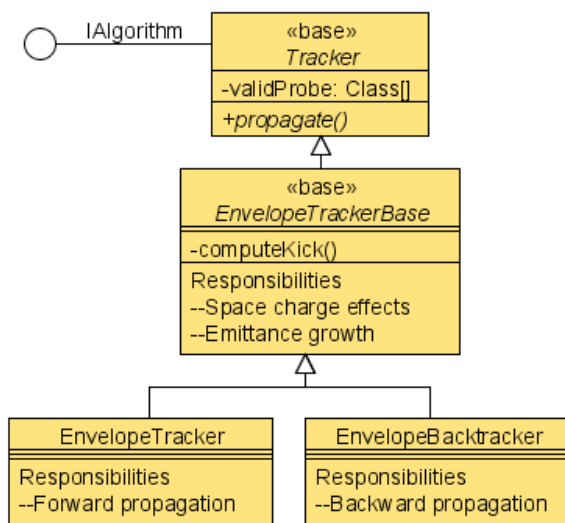 IAlgorithm
«base»
Tracker
-validProbe: Class[]
+propagate()
«base»
EnvelopeTrackerBase
-computeKick()
Responsibilities
--Space charge effects
--Emittance growth
EnvelopeTracker
Responsibilities
--Forward propagation
EnvelopeBacktracker
Responsibilities
--Backward propagation